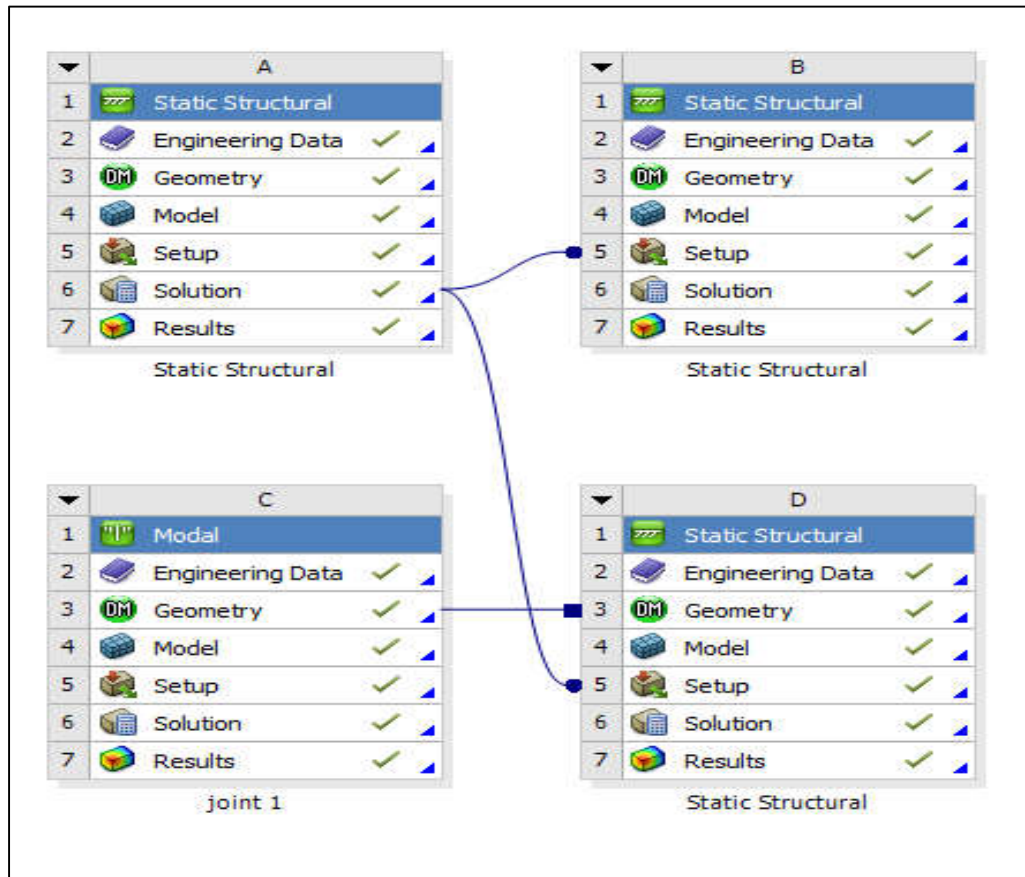 A
1 Static Structural
2 Engineering Data
3 Geometry
4 Model
5 Setup
6 Solution
7 Results
Static Structural
B
1 Static Structural
2 Engineering Data
3 Geometry
4 Model
5 Setup
6 Solution
7 Results
Static Structural
C
1 Modal
2 Engineering Data
3 Geometry
4 Model
5 Setup
6 Solution
7 Results
joint 1
D
1 Static Structural
2 Engineering Data
3 Geometry
4 Model
5 Setup
6 Solution
7 Results
Static Structural